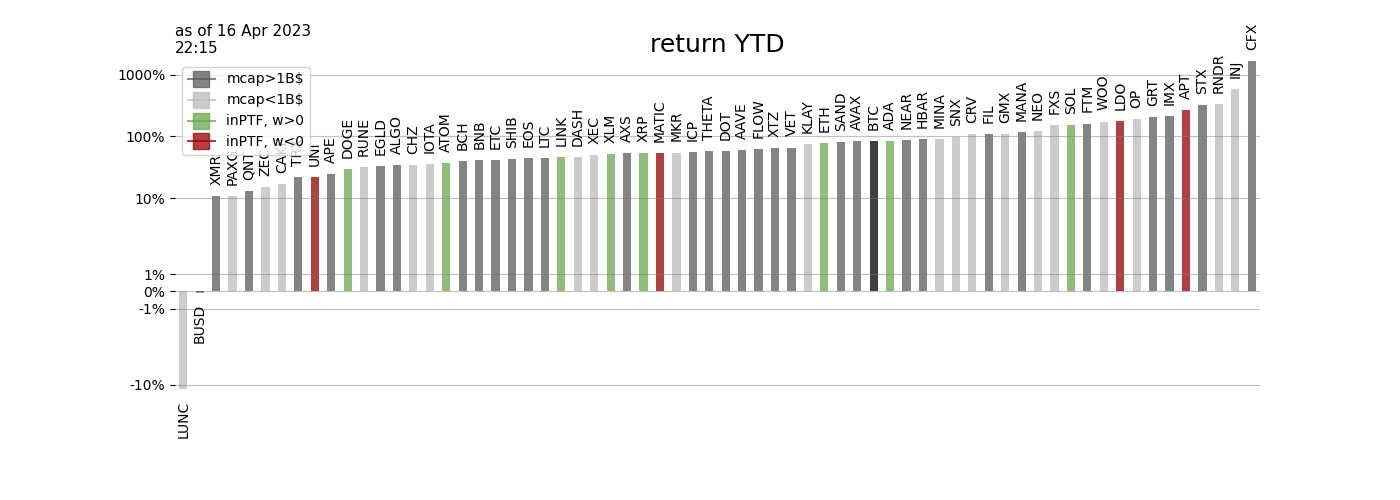 as of 16 Apr 2023
22:15
return YTD
1000%
100%
10%
1%
0%
-1%
-10%
mcap>1B$
mcap<1B$
inPTF, w>0
inPTF, w<0
LUNC
BUSD
XMR
PAXG
QNT
ZEC
UNI
APE
DOGE
RUNE
EGLD
ALGO
CHZ
IOTA
ATOM
BCH
BNB
ETC
SHIB
EOS
LTC
LINK
DASH
XEC
XLM
AXS
XRP
MATIC
MKR
ICP
THETA
DOT
AAVE
FLOW
XTZ
VET
KLAY
ETH
SAND
AVAX
BTC
ADA
NEAR
HBAR
MINA
SNX
CRV
FIL
GMX
MANA
NEO
FXS
SOL
FTM
WOO
LDO
OP
GRT
IMX
APT
STX
RNDR
INJ
CFX